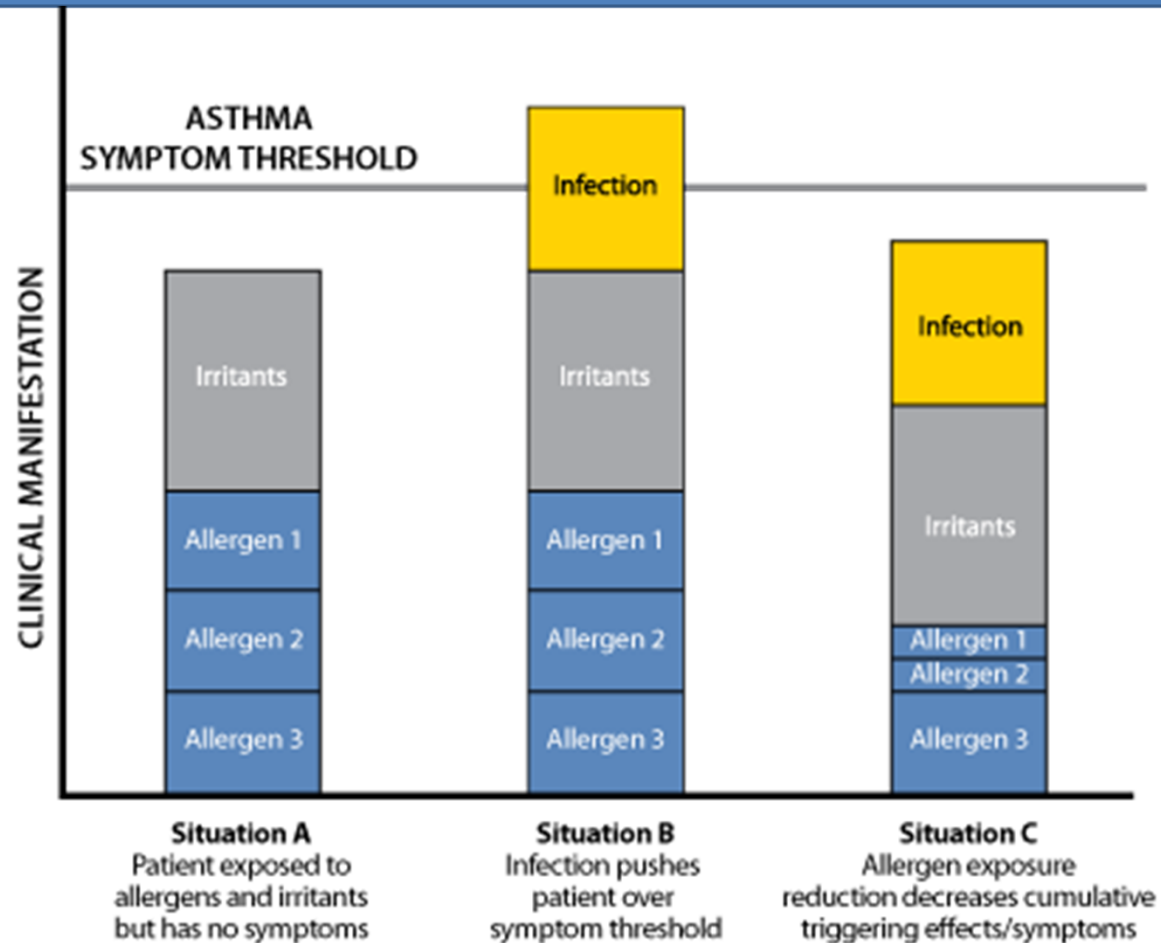 ASTHMA
SYMPTOM THRESHOLD
CLINICAL MANIFESTATION
Irritants
Allergen 1
Allergen 2
Allergen 3
Infection
Irritants
Allergen 1
Allergen 2
Allergen 3
Infection
Irritants
Allergen 1
Allergen 2
Allergen 3
Situation A
Patient exposed to
allergens and irritants
but has no symptoms
Situation B
Infection pushes
patient over
symptom threshold
Situation C
Allergen exposure
reduction decreases cumulative
triggering effects/symptoms